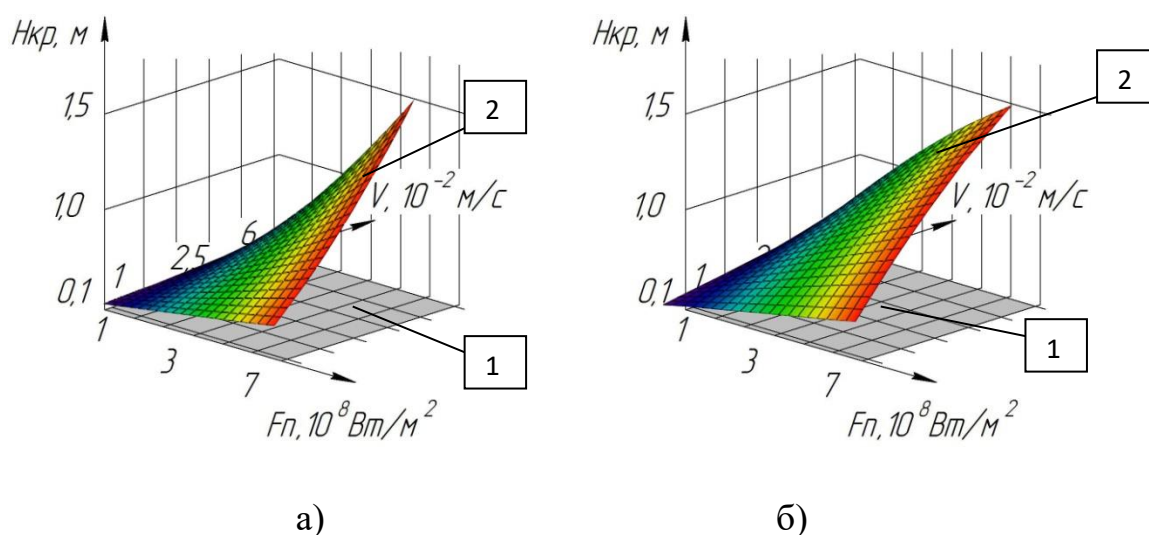 Hкр, м
1,5
1,0
0,1
1
2,5
6
V, 10⁻² м/с
1
3
7
Fп, 10⁸ Вт/м²
2
1
а)
Hкр, м
1,5
1,0
0,1
1
V, 10⁻² м/с
1
3
7
Fп, 10⁸ Вт/м²
2
1
б)